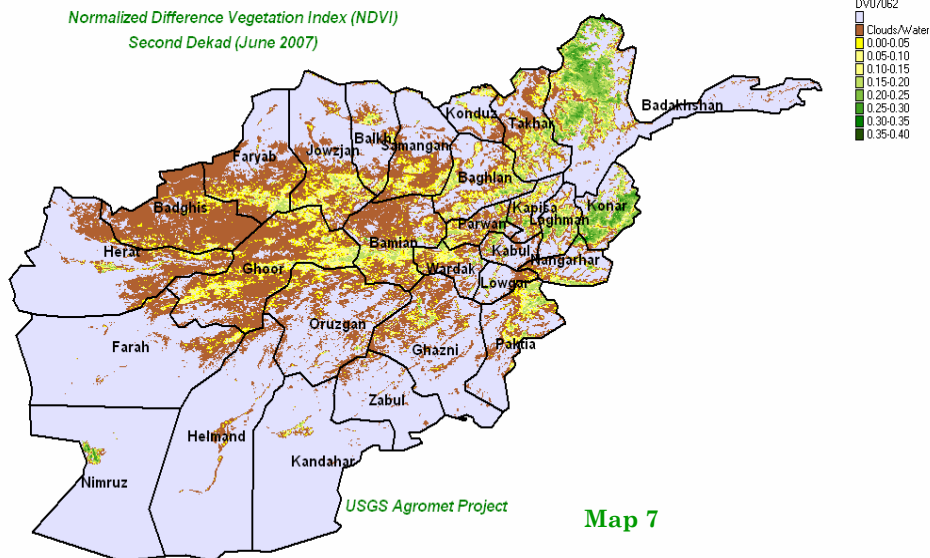 Normalized Difference Vegetation Index (NDVI)
Second Dekad (June 2007)
DV07062
Clouds/Water
0.00-0.05
0.05-0.10
0.10-0.15
0.15-0.20
0.20-0.25
0.25-0.30
0.30-0.35
0.35-0.40
Badakhshan
Konduz
Takhar
Balkh
Samangan
Jowzjan
Faryab
Baghlan
Badghis
Kapisa
Konar
Laghman
Parwan
Bamian
Kabul
Herat
Nangarhar
Ghoor
Wardak
Lowgar
Oruzgan
Paktia
Farah
Ghazni
Zabul
Helmand
Kandahar
Nimruz
USGS Agromet Project
Map 7